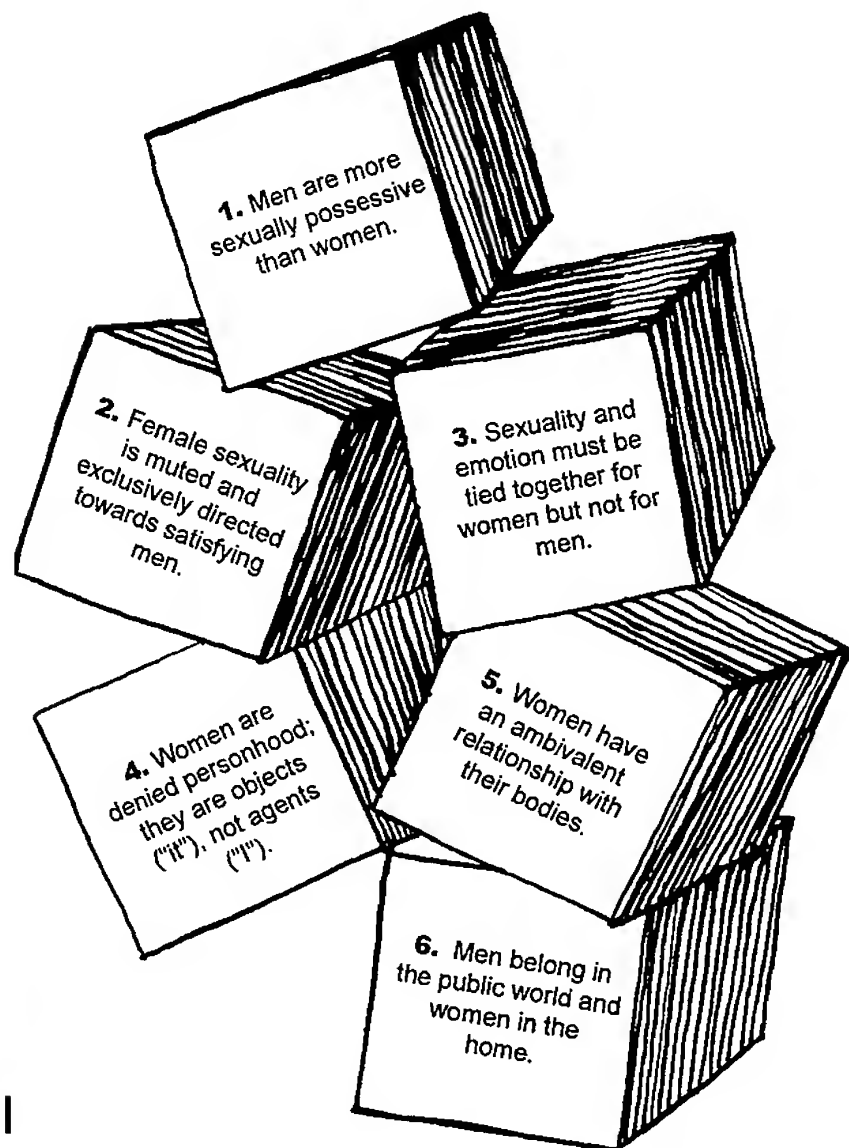 1. Men are more
sexually possessive
than women.
2. Female sexuality
is muted and
exclusively directed
towards satisfying
men.
3. Sexuality and
emotion must be
tied together for
women but not for
men.
4. Women are
denied personhood;
they are objects
("it"), not agents
("I").
5. Women have
an ambivalent
relationship with
their bodies.
6. Men belong in
the public world and
women in the
home.